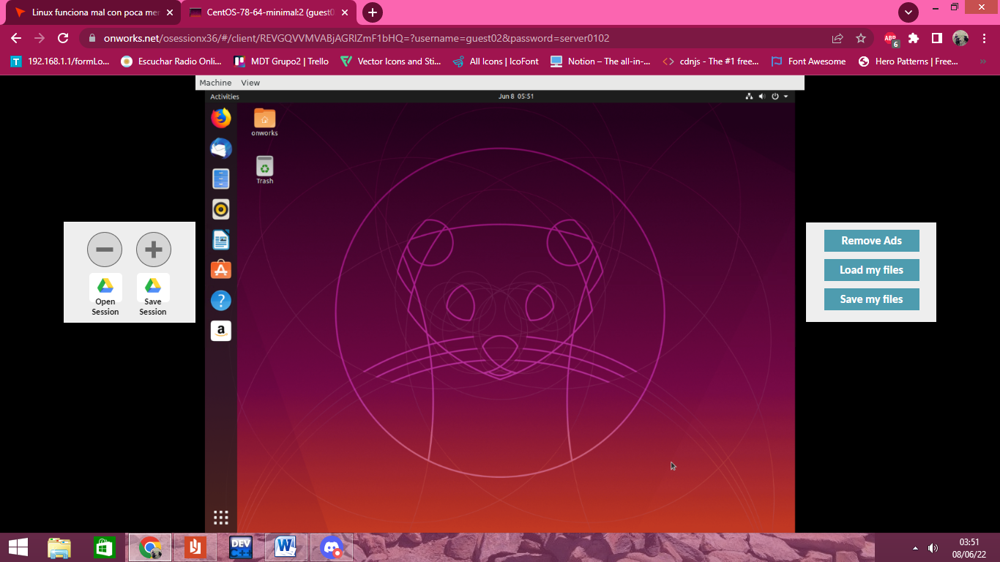 Linux funciona mal con poca mer
CentOS-78-64-minimal:2 (guest0
onworks.net/osessionx36/#/client/REVGQVVMVABjAGRlZmF1bHQ=?username=guest02&password=server0102
ABP
6
T 192.168.1.1/formLo...
Escuchar Radio Onli...
MDT Grupo2 | Trello
Vector Icons and Sti...
All Icons | IcoFont
Notion – The all-in-...
cdnjs - The #1 free...
Font Awesome
Hero Patterns | Free...
»
Machine View
Activities
Jun 8 05:51
onworks
Trash
Open
Session
Save
Session
Remove Ads
Load my files
Save my files
?
a
DEV
C++
W
03:51
08/06/22